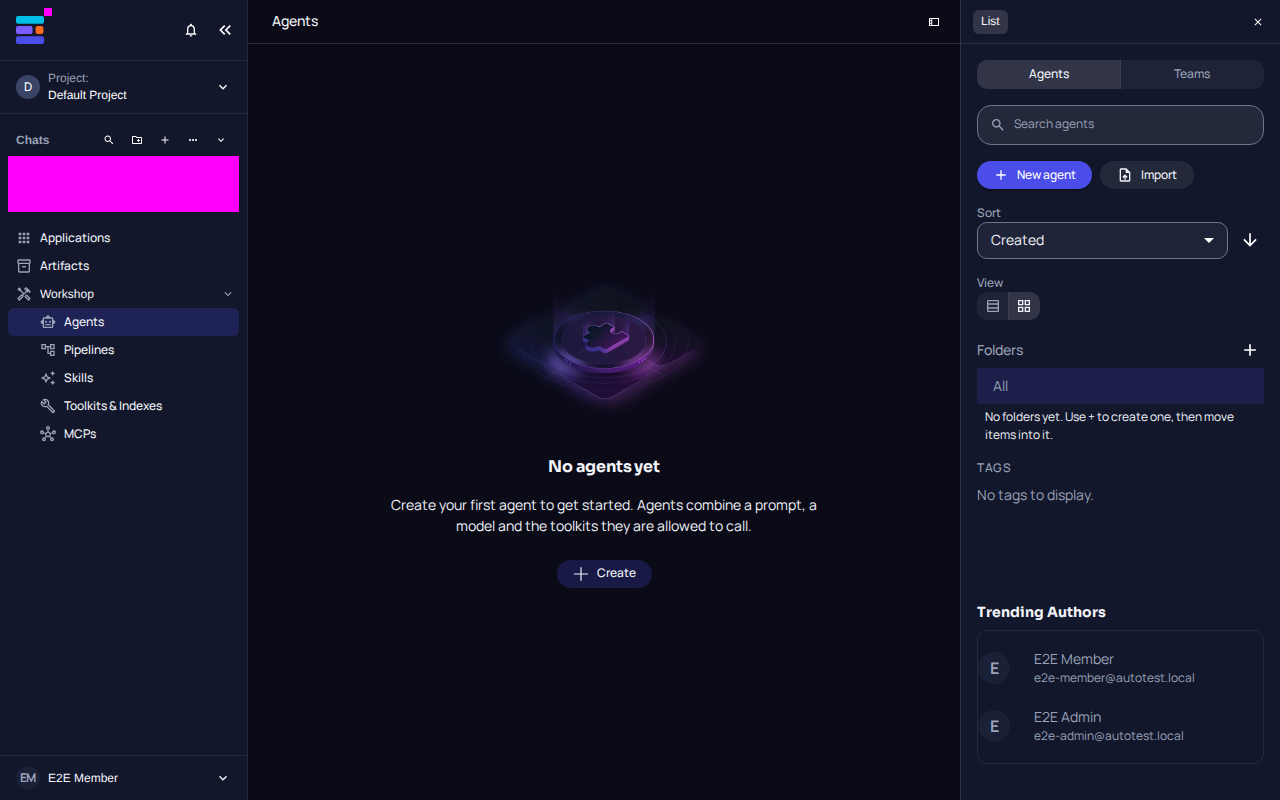 Project:
D
Default Project
Chats
Applications
Artifacts
Workshop
Agents
Pipelines
Skills
Toolkits & Indexes
MCPs
EM
E2E Member
Agents
No agents yet
Create your first agent to get started. Agents combine a prompt, a
model and the toolkits they are allowed to call.
Create
List
Agents
Teams
Search agents
New agent
Import
Sort
Created
View
Folders
All
No folders yet. Use + to create one, then move
items into it.
TAGS
No tags to display.
Trending Authors
E
E2E Member
e2e-member@autotest.local
E
E2E Admin
e2e-admin@autotest.local